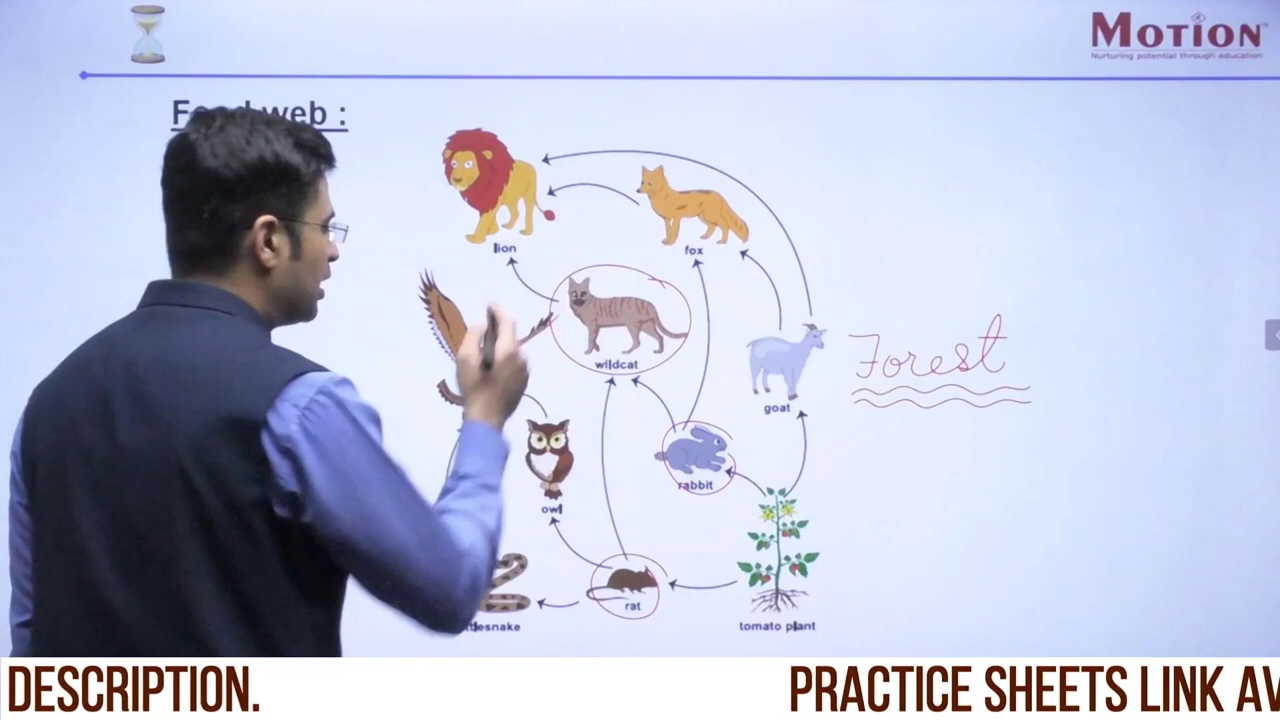 MOTION
Nurturing potential through education
web :
lion
fox
wildcat
goat
Forest
rabbit
owl
rat
tomato plant
DESCRIPTION.
PRACTICE SHEETS LINK